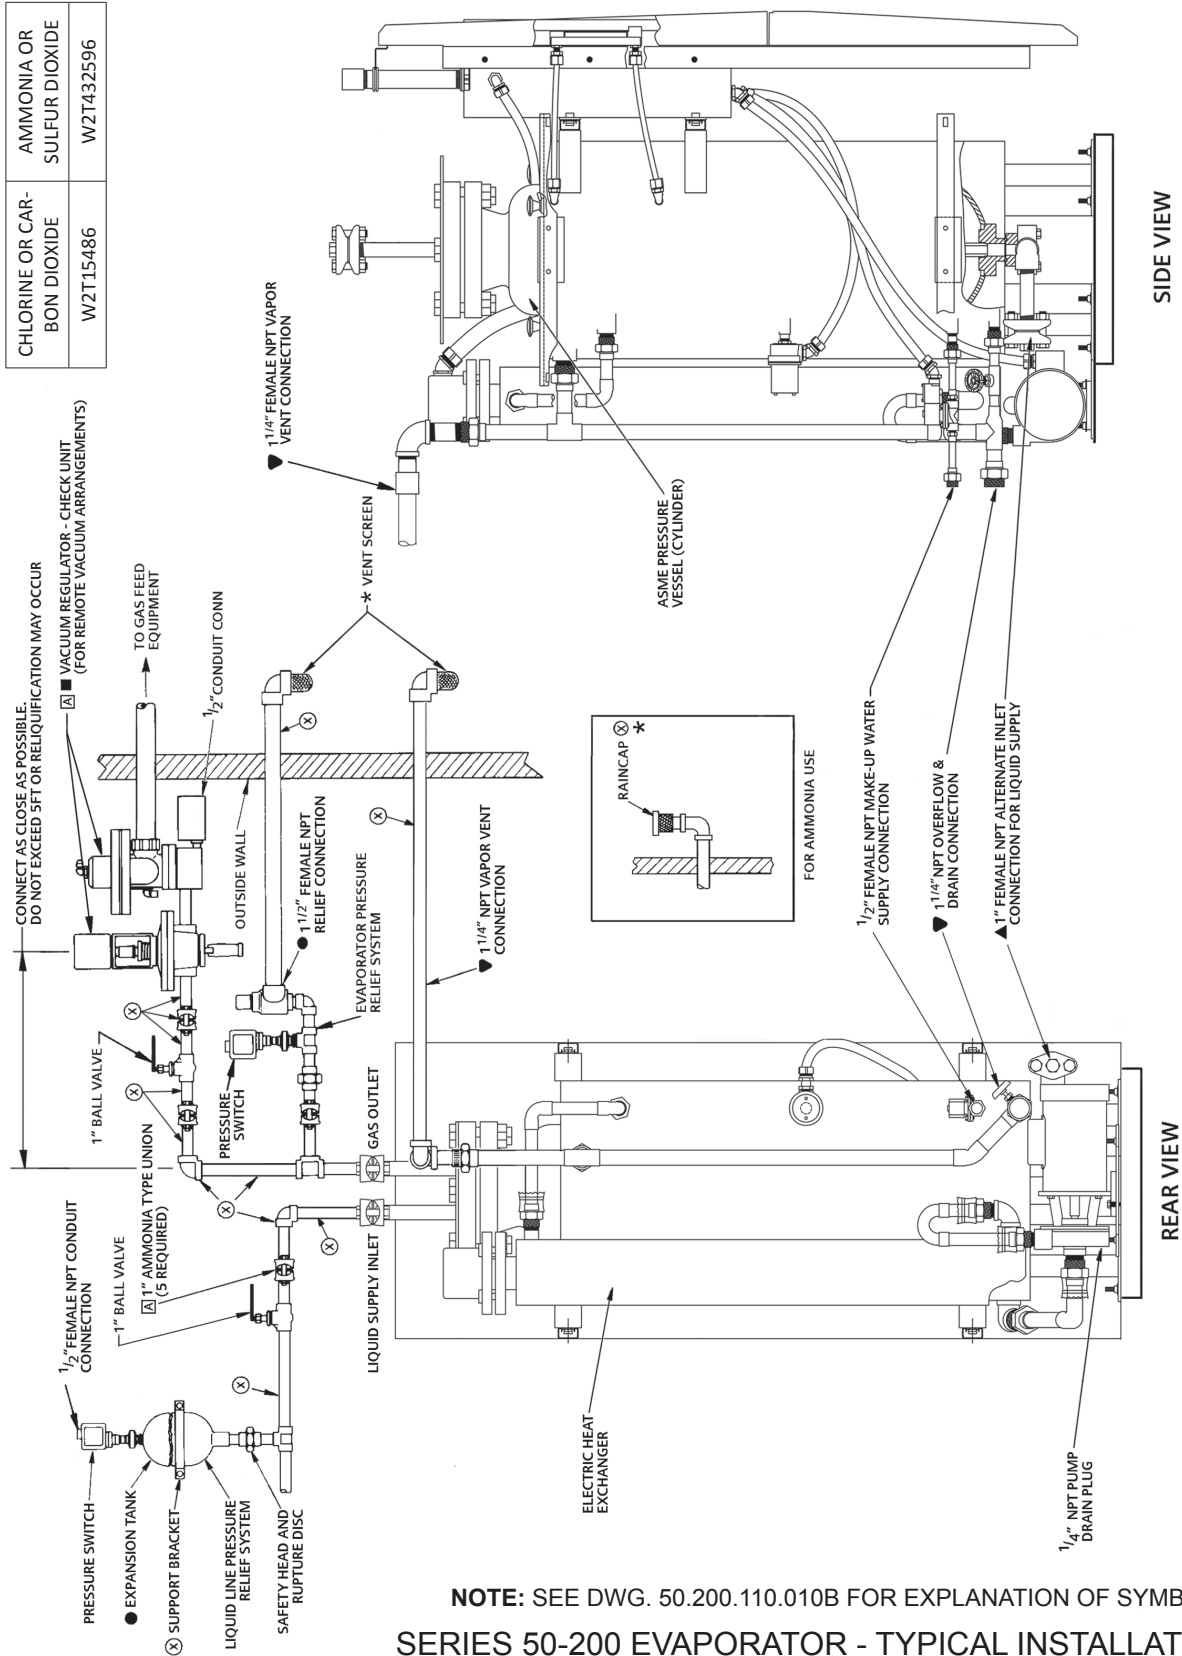 CHLORINE OR CAR-
BON DIOXIDE
AMMONIA OR
SULFUR DIOXIDE
W2T15486
W2T432596
CONNECT AS CLOSE AS POSSIBLE.
DO NOT EXCEED 5FT OR RELIQUIFICATION MAY OCCUR
A ■ VACUUM REGULATOR - CHECK UNIT
(FOR REMOTE VACUUM ARRANGEMENTS)
TO GAS FEED
EQUIPMENT
1/2" CONDUIT CONN
OUTSIDE WALL
* VENT SCREEN
1 1/4" FEMALE NPT VAPOR
VENT CONNECTION
1" BALL VALVE
X
X
X
X
X
X
X
PRESSURE
SWITCH
● 1 1/2" FEMALE NPT
RELIEF CONNECTION
EVAPORATOR PRESSURE
RELIEF SYSTEM
1 1/4" NPT VAPOR VENT
CONNECTION
GAS OUTLET
LIQUID SUPPLY INLET
1/2" FEMALE NPT CONDUIT
CONNECTION
1" BALL VALVE
A 1" AMMONIA TYPE UNION
(5 REQUIRED)
PRESSURE SWITCH
● EXPANSION TANK
X SUPPORT BRACKET
LIQUID LINE PRESSURE
RELIEF SYSTEM
SAFETY HEAD AND
RUPTURE DISC
RAINCAP X *
FOR AMMONIA USE
ASME PRESSURE
VESSEL (CYLINDER)
1/2" FEMALE NPT MAKE-UP WATER
SUPPLY CONNECTION
1 1/4" NPT OVERFLOW &
DRAIN CONNECTION
1" FEMALE NPT ALTERNATE INLET
CONNECTION FOR LIQUID SUPPLY
ELECTRIC HEAT
EXCHANGER
1/4" NPT PUMP
DRAIN PLUG
REAR VIEW
SIDE VIEW
NOTE: SEE DWG. 50.200.110.010B FOR EXPLANATION OF SYMB
SERIES 50-200 EVAPORATOR - TYPICAL INSTALLAT